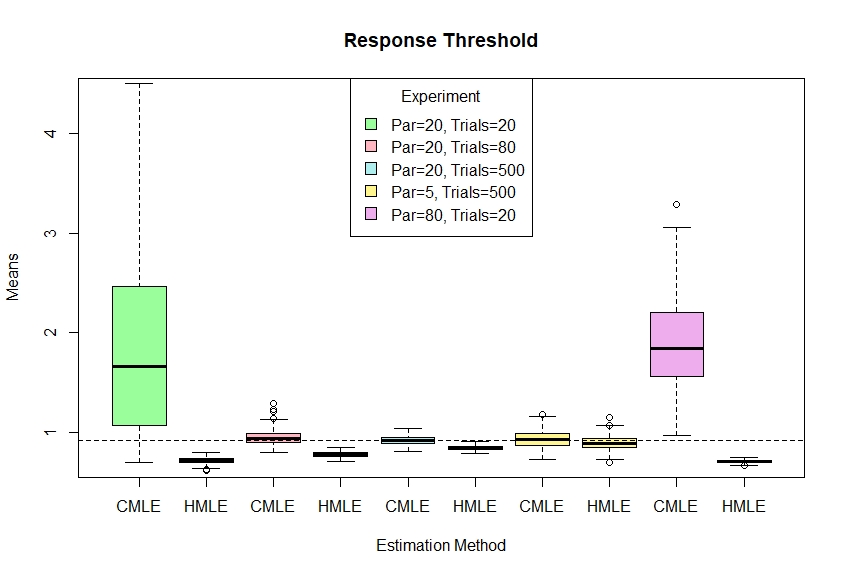 Response Threshold
Experiment
Par=20, Trials=20
Par=20, Trials=80
Par=20, Trials=500
Par=5, Trials=500
Par=80, Trials=20
Means
4
3
2
1
CMLE HMLE CMLE HMLE CMLE HMLE CMLE HMLE CMLE HMLE
Estimation Method